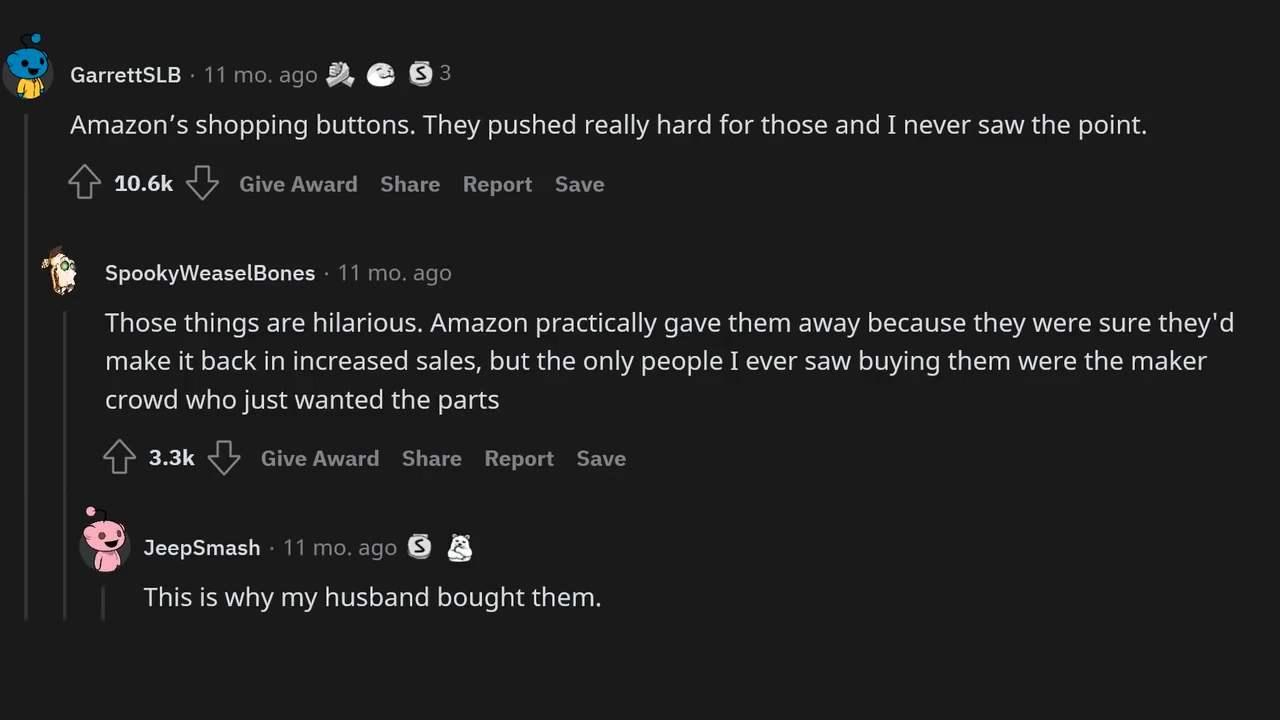 GarrettSLB · 11 mo. ago 3
Amazon’s shopping buttons. They pushed really hard for those and I never saw the point.
10.6k Give Award Share Report Save
SpookyWeaselBones · 11 mo. ago
Those things are hilarious. Amazon practically gave them away because they were sure they'd
make it back in increased sales, but the only people I ever saw buying them were the maker
crowd who just wanted the parts
3.3k Give Award Share Report Save
JeepSmash · 11 mo. ago
This is why my husband bought them.